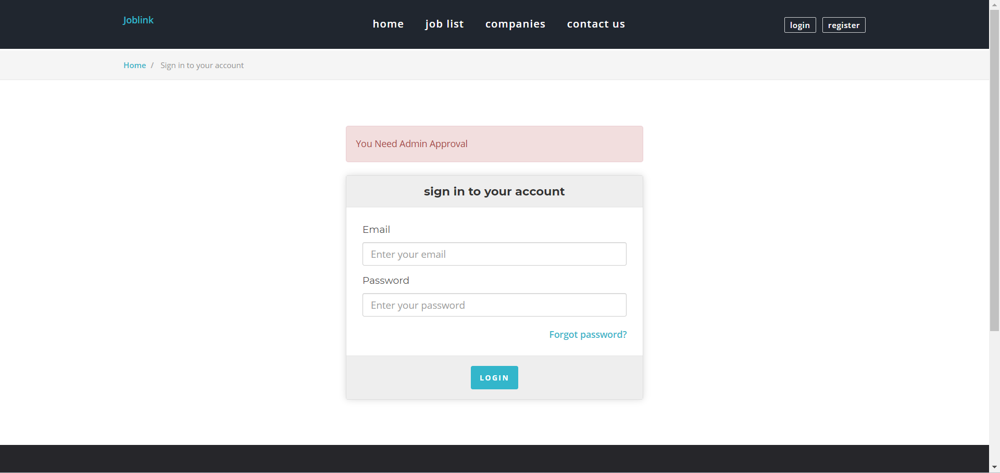 Joblink
home job list companies contact us
login register
Home / Sign in to your account
You Need Admin Approval
sign in to your account
Email
Enter your email
Password
Enter your password
Forgot password?
LOGIN